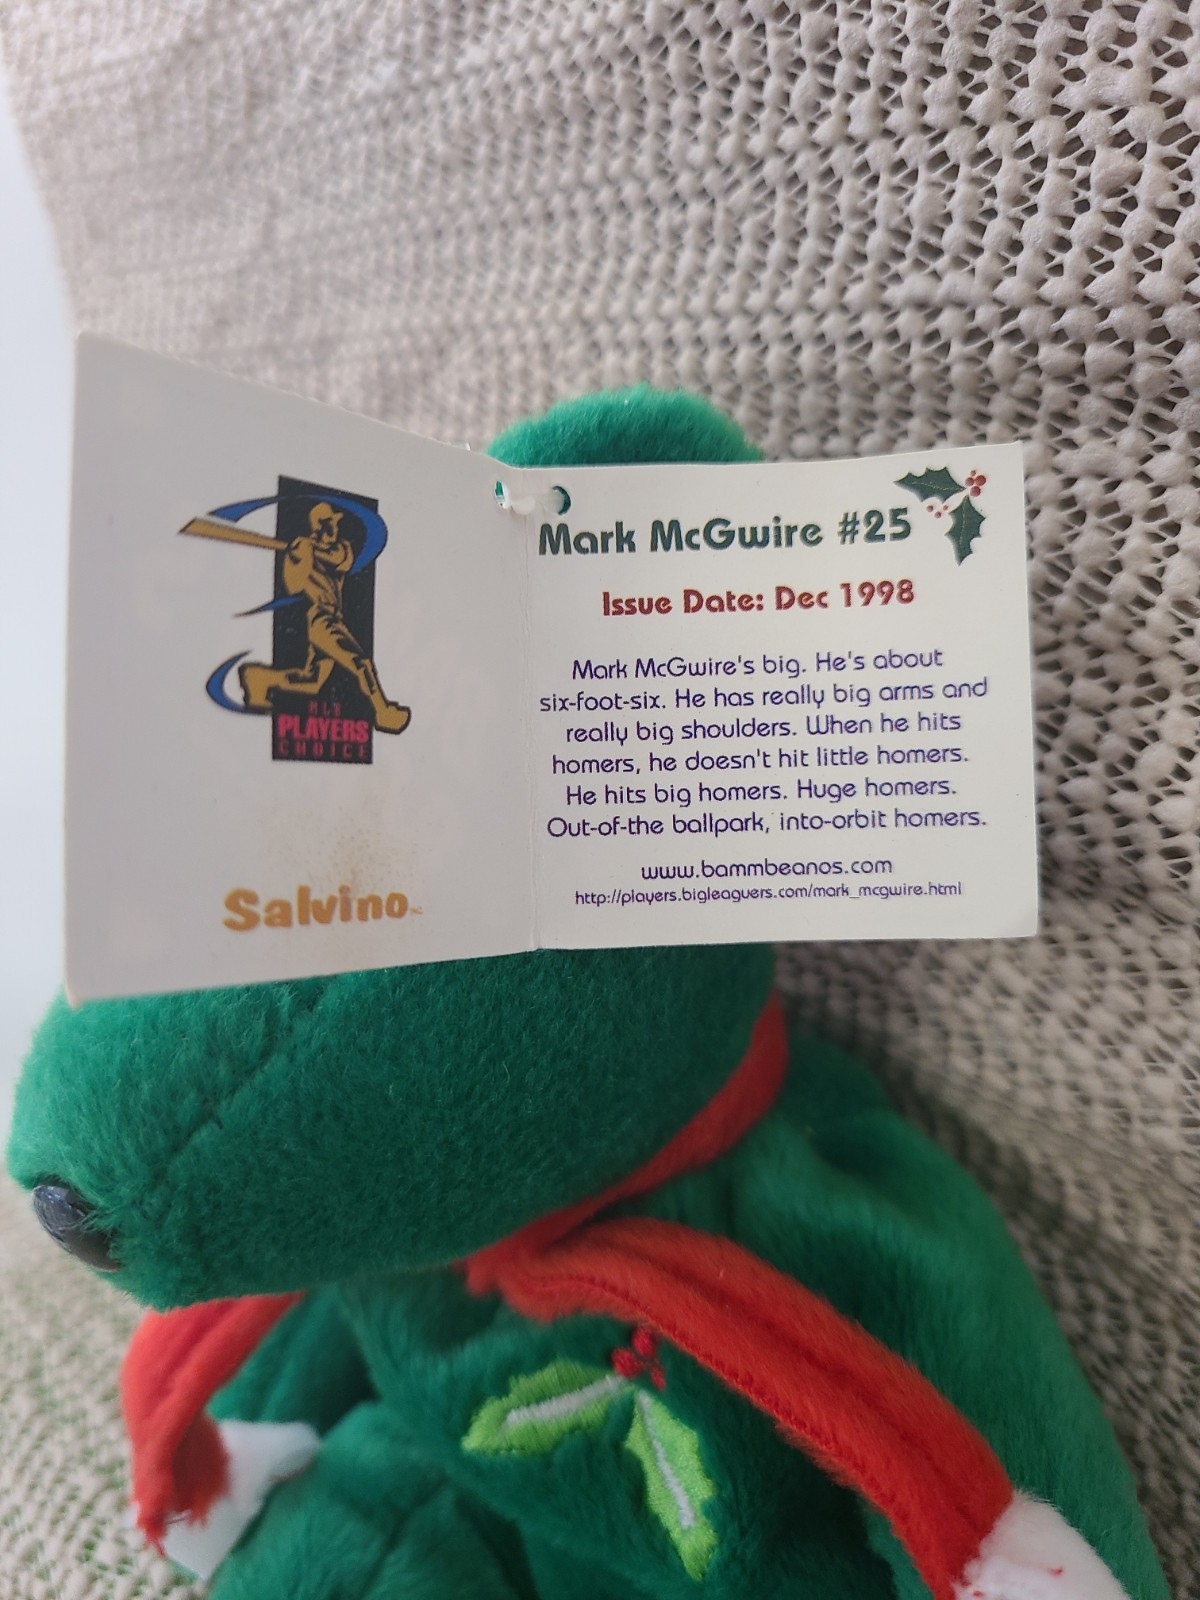 MLB
PLAYERS
CHOICE
Salvino™
Mark McGwire #25
Issue Date: Dec 1998
Mark McGwire's big. He's about
six-foot-six. He has really big arms and
really big shoulders. When he hits
homers, he doesn't hit little homers.
He hits big homers. Huge homers.
Out-of-the ballpark, into-orbit homers.
www.bammbeanos.com
http://players.bigleaguers.com/mark_mcgwire.html